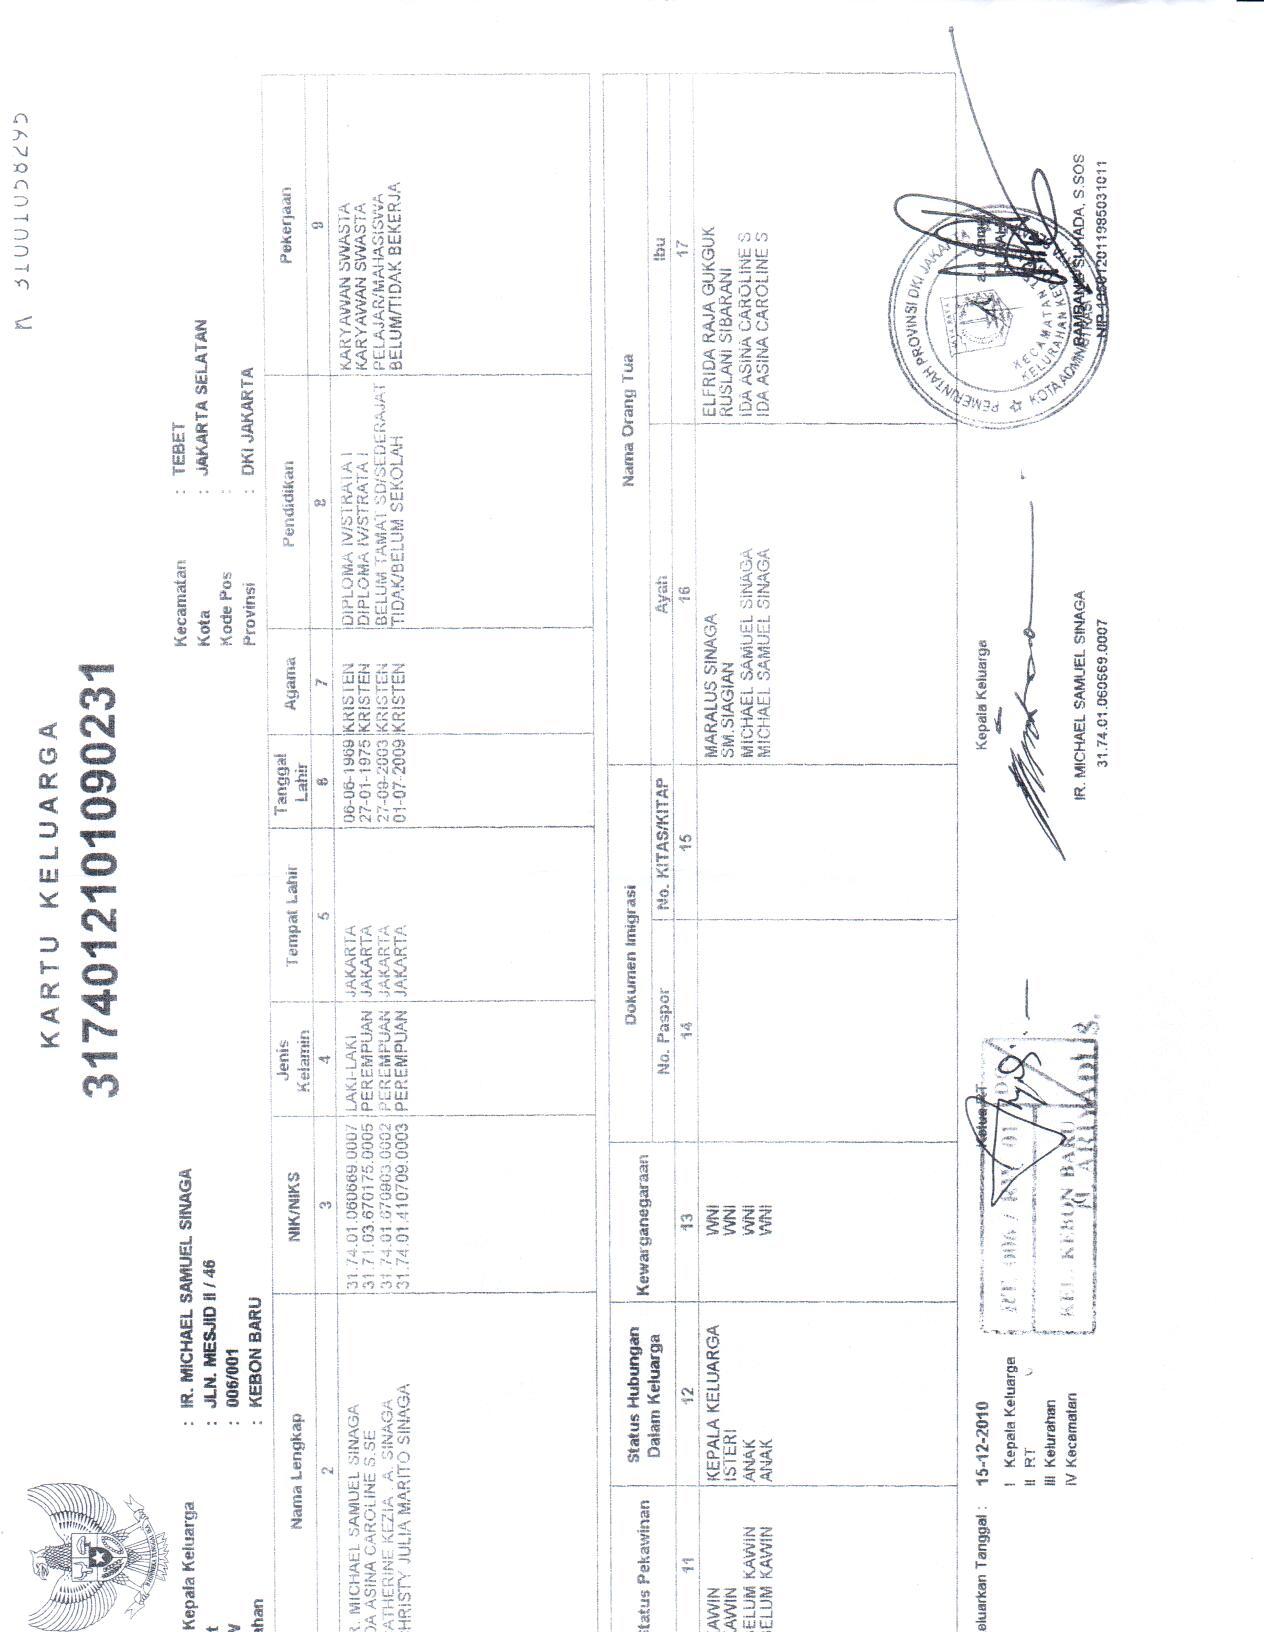 M 31001058295
KARTU KELUARGA
3174012101090231
Kepala Keluarga : IR. MICHAEL SAMUEL SINAGA
t : JLN. MESJID II / 46
W : 006/001
ahan : KEBON BARU
Kecamatan : TEBET
Kota : JAKARTA SELATAN
Kode Pos :
Provinsi : DKI JAKARTA
Nama Lengkap NIK/NIKS Jenis Kelamin Tempat Lahir Tanggal Lahir Agama Pendidikan Pekerjaan
2 3 4 5 6 7 8 9
R. MICHAEL SAMUEL SINAGA 31.74.01.060669.0007 LAKI-LAKI JAKARTA 06-06-1969 KRISTEN DIPLOMA IV/STRATA I KARYAWAN SWASTA
DA ASINA CAROLINE S.SE 31.71.03.670175.0005 PEREMPUAN JAKARTA 27-01-1975 KRISTEN DIPLOMA IV/STRATA I KARYAWAN SWASTA
ATHERINE KEZIA. A. SINAGA 31.74.01.670903.0002 PEREMPUAN JAKARTA 27-09-2003 KRISTEN BELUM TAMAT SD/SEDERAJAT PELAJAR/MAHASISWA
HRISTY JULIA MARITO SINAGA 31.74.01.410709.0003 PEREMPUAN JAKARTA 01-07-2009 KRISTEN TIDAK/BELUM SEKOLAH BELUM/TIDAK BEKERJA
tatus Pekawinan Status Hubungan Dalam Keluarga Kewarganegaraan Dokumen Imigrasi Nama Orang Tua
No. Paspor No. KITAS/KITAP Ayah Ibu
11 12 13 14 15 16 17
AWIN KEPALA KELUARGA WNI MARALUS SINAGA ELFRIDA RAJA GUKGUK
AWIN ISTERI WNI SM.SIAGIAN RUSLANI SIBARANI
ELUM KAWIN ANAK WNI MICHAEL SAMUEL SINAGA IDA ASINA CAROLINE S
ELUM KAWIN ANAK WNI MICHAEL SAMUEL SINAGA IDA ASINA CAROLINE S
eluarkan Tanggal : 15-12-2010
I Kepala Keluarga
II RT
III Kelurahan
IV Kecamatan
Ketua RT
RT 006 / RW 01
KEL. KEBON BARU
Kepala Keluarga
IR. MICHAEL SAMUEL SINAGA
31.74.01.060669.0007
PEMERINTAH PROVINSI DKI JAKARTA
KOTA ADMINISTRASI
KECAMATAN
KELURAHAN
BAMBANG SUHADA, S.SOS